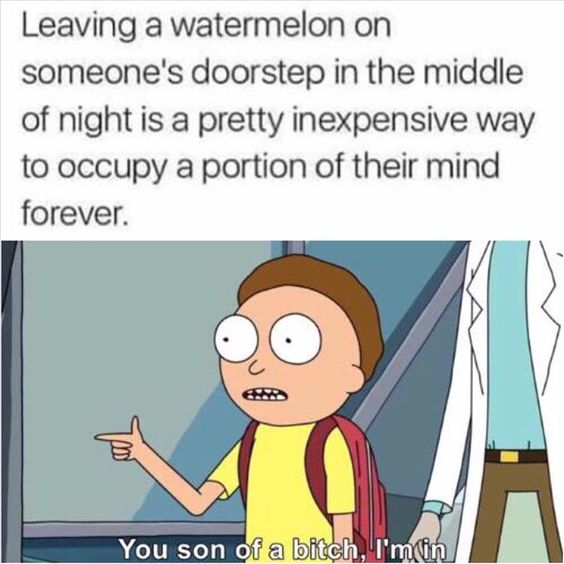 Leaving a watermelon on
someone's doorstep in the middle
of night is a pretty inexpensive way
to occupy a portion of their mind
forever.
You son of a bitch, I'm in